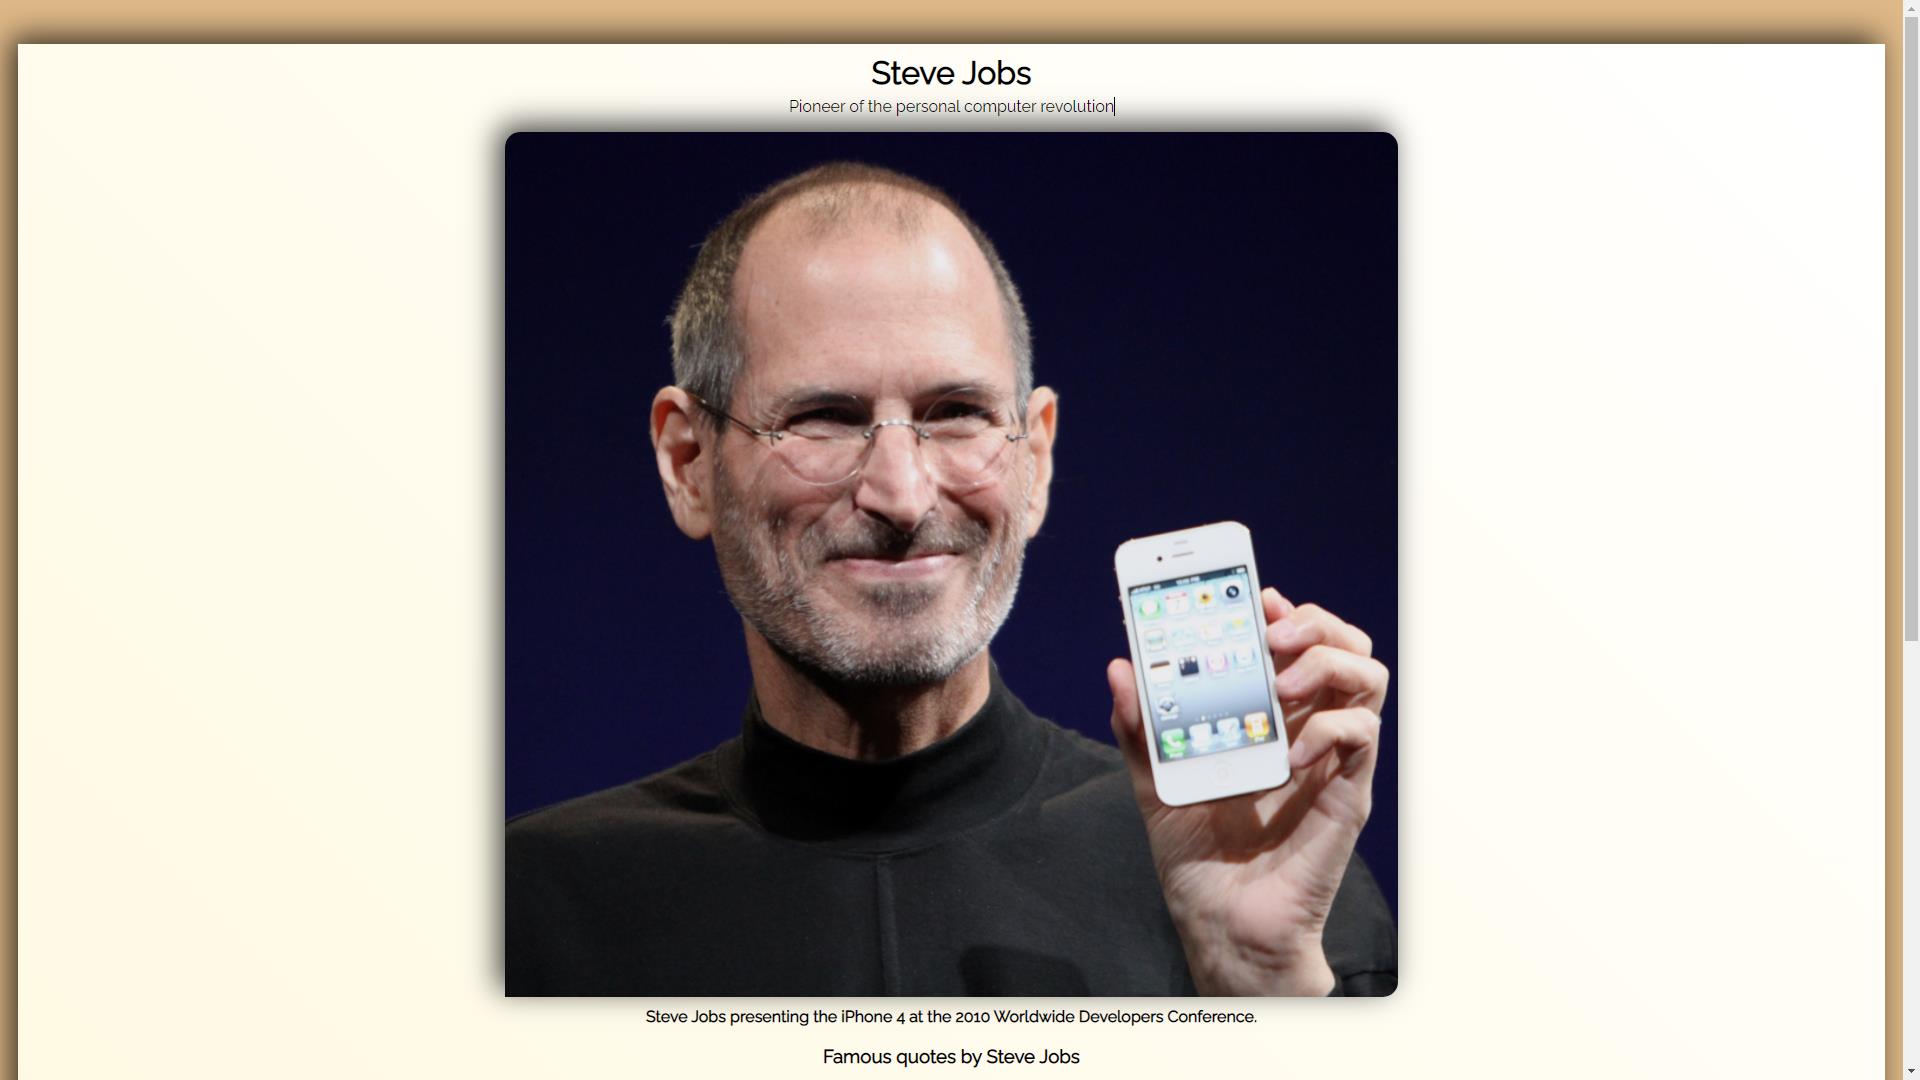 Steve Jobs
Pioneer of the personal computer revolution
Steve Jobs presenting the iPhone 4 at the 2010 Worldwide Developers Conference.
Famous quotes by Steve Jobs